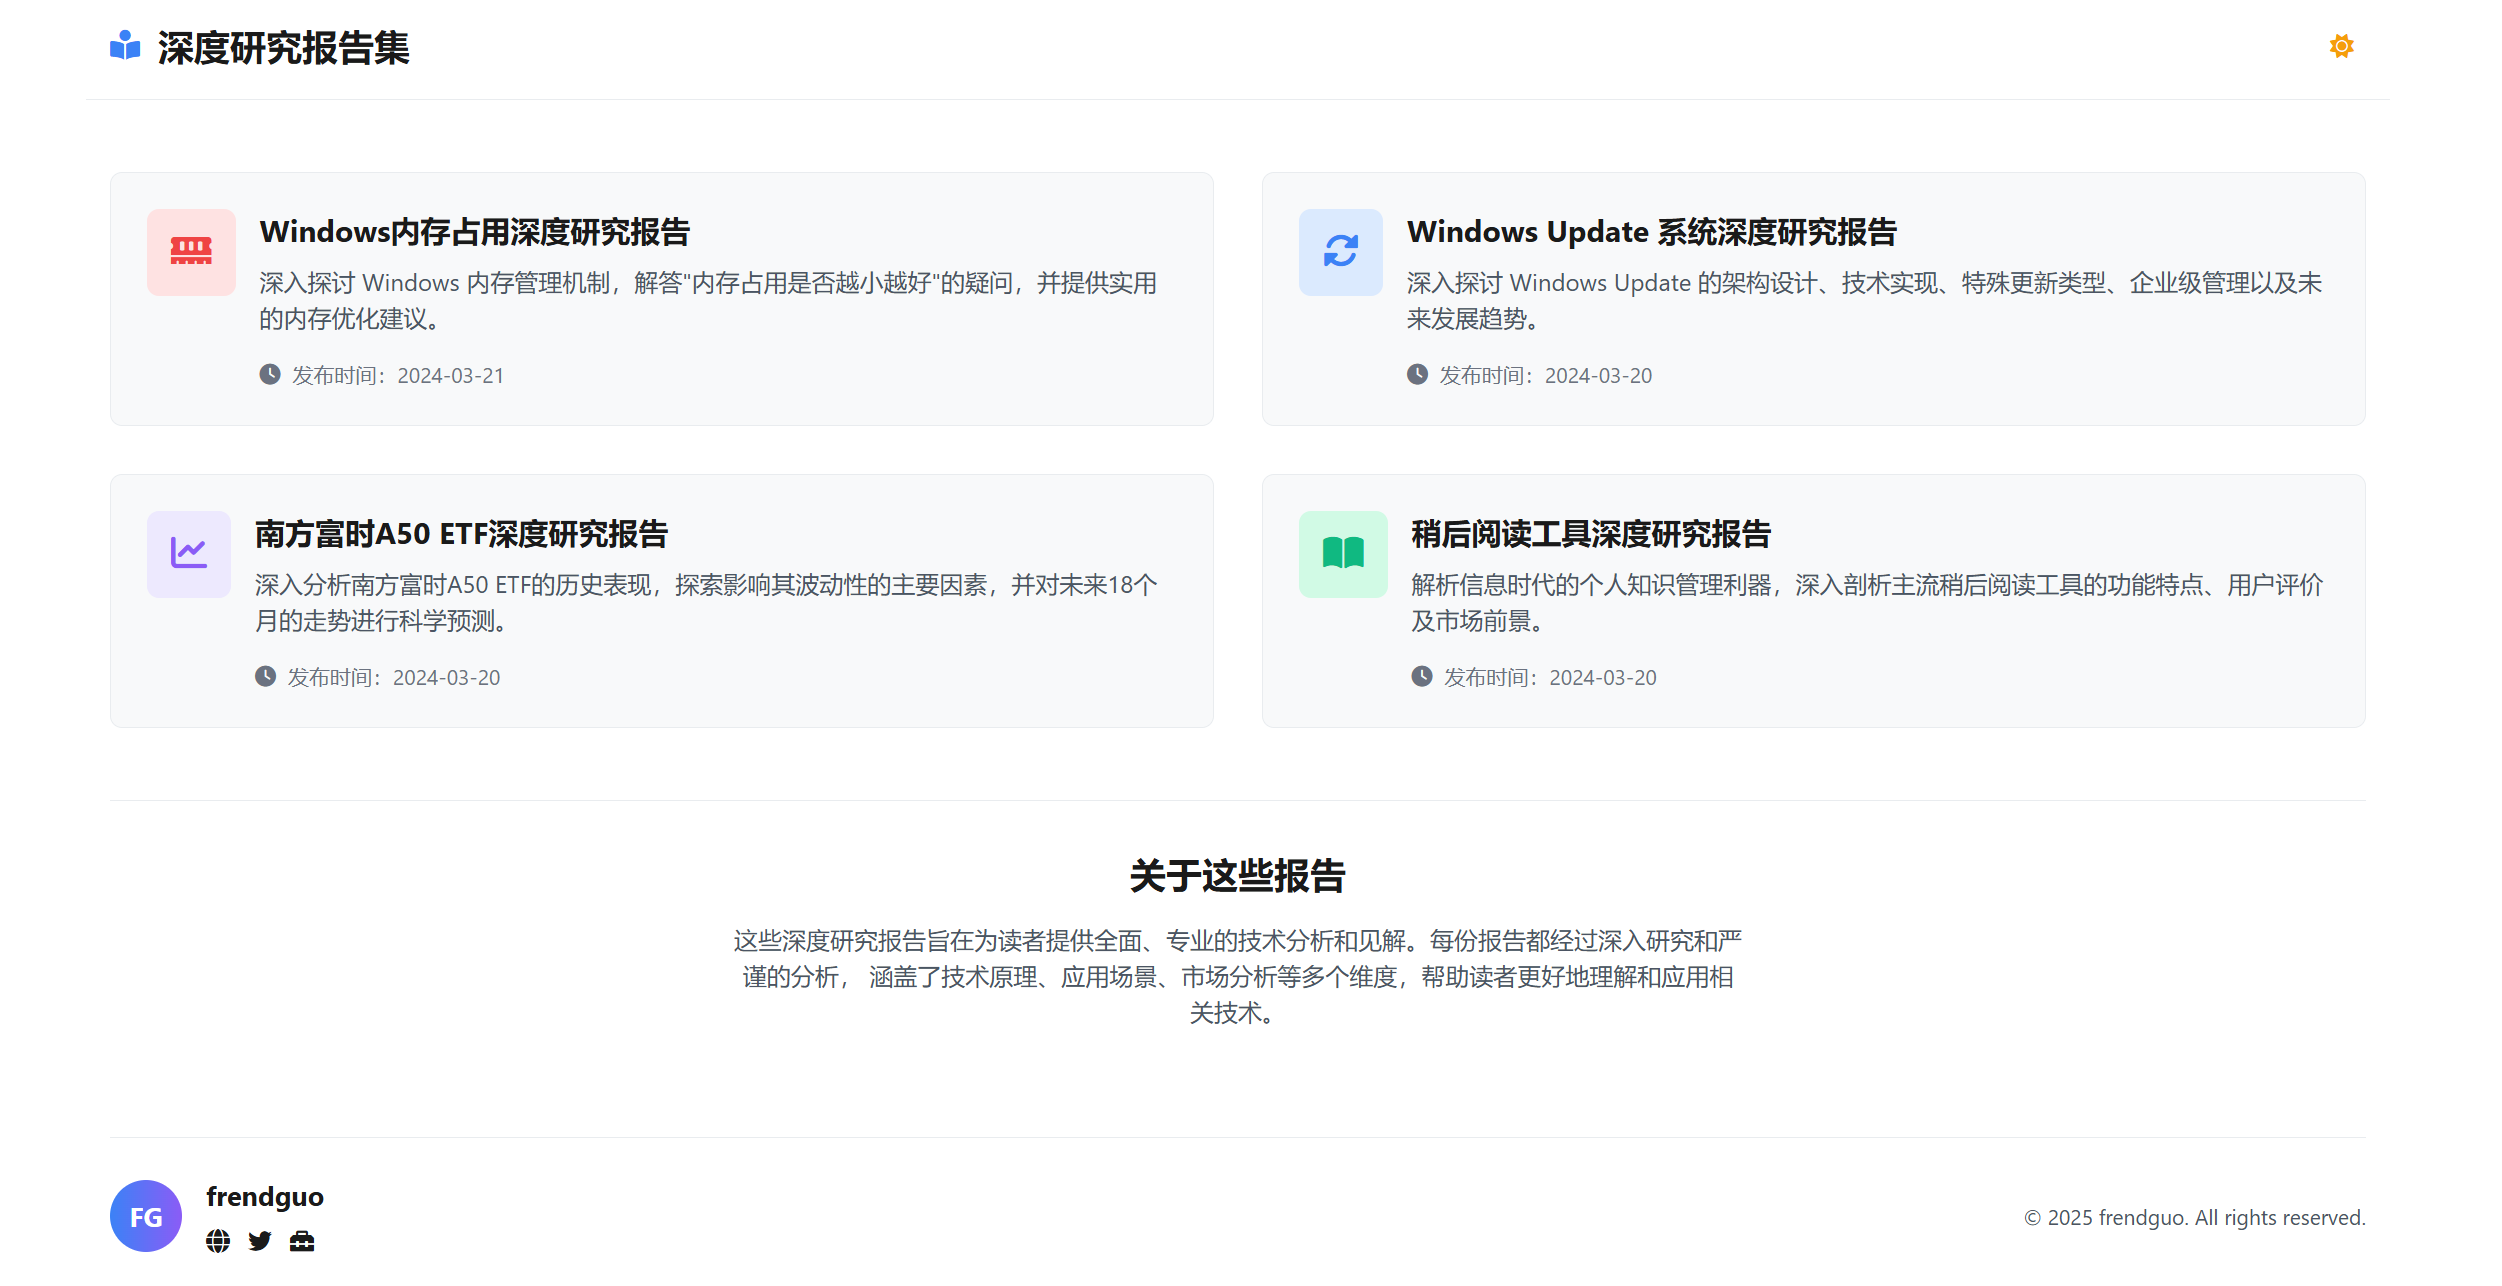 深度研究报告集
Windows内存占用深度研究报告
深入探讨 Windows 内存管理机制，解答"内存占用是否越小越好"的疑问，并提供实用
的内存优化建议。
发布时间：2024-03-21
Windows Update 系统深度研究报告
深入探讨 Windows Update 的架构设计、技术实现、特殊更新类型、企业级管理以及未
来发展趋势。
发布时间：2024-03-20
南方富时A50 ETF深度研究报告
深入分析南方富时A50 ETF的历史表现，探索影响其波动性的主要因素，并对未来18个
月的走势进行科学预测。
发布时间：2024-03-20
稍后阅读工具深度研究报告
解析信息时代的个人知识管理利器，深入剖析主流稍后阅读工具的功能特点、用户评价
及市场前景。
发布时间：2024-03-20
关于这些报告
这些深度研究报告旨在为读者提供全面、专业的技术分析和见解。每份报告都经过深入研究和严
谨的分析， 涵盖了技术原理、应用场景、市场分析等多个维度，帮助读者更好地理解和应用相
关技术。
FG
frendguo
© 2025 frendguo. All rights reserved.